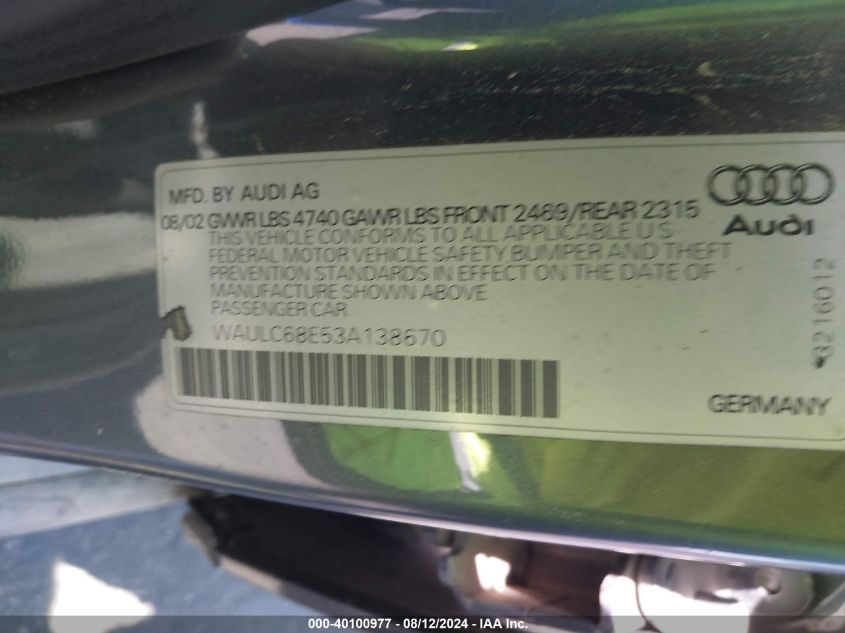 MFD. BY AUDI AG
08/02 GVWR LBS 4740 GAWR LBS FRONT 2469/REAR 2315
THIS VEHICLE CONFORMS TO ALL APPLICABLE U S
FEDERAL MOTOR VEHICLE SAFETY BUMPER AND THEFT
PREVENTION STANDARDS IN EFFECT ON THE DATE OF
MANUFACTURE SHOWN ABOVE
PASSENGER CAR
WAULC68E53A138670
Audi
*3216012
GERMANY
000-40100977 - 08/12/2024 - IAA Inc.